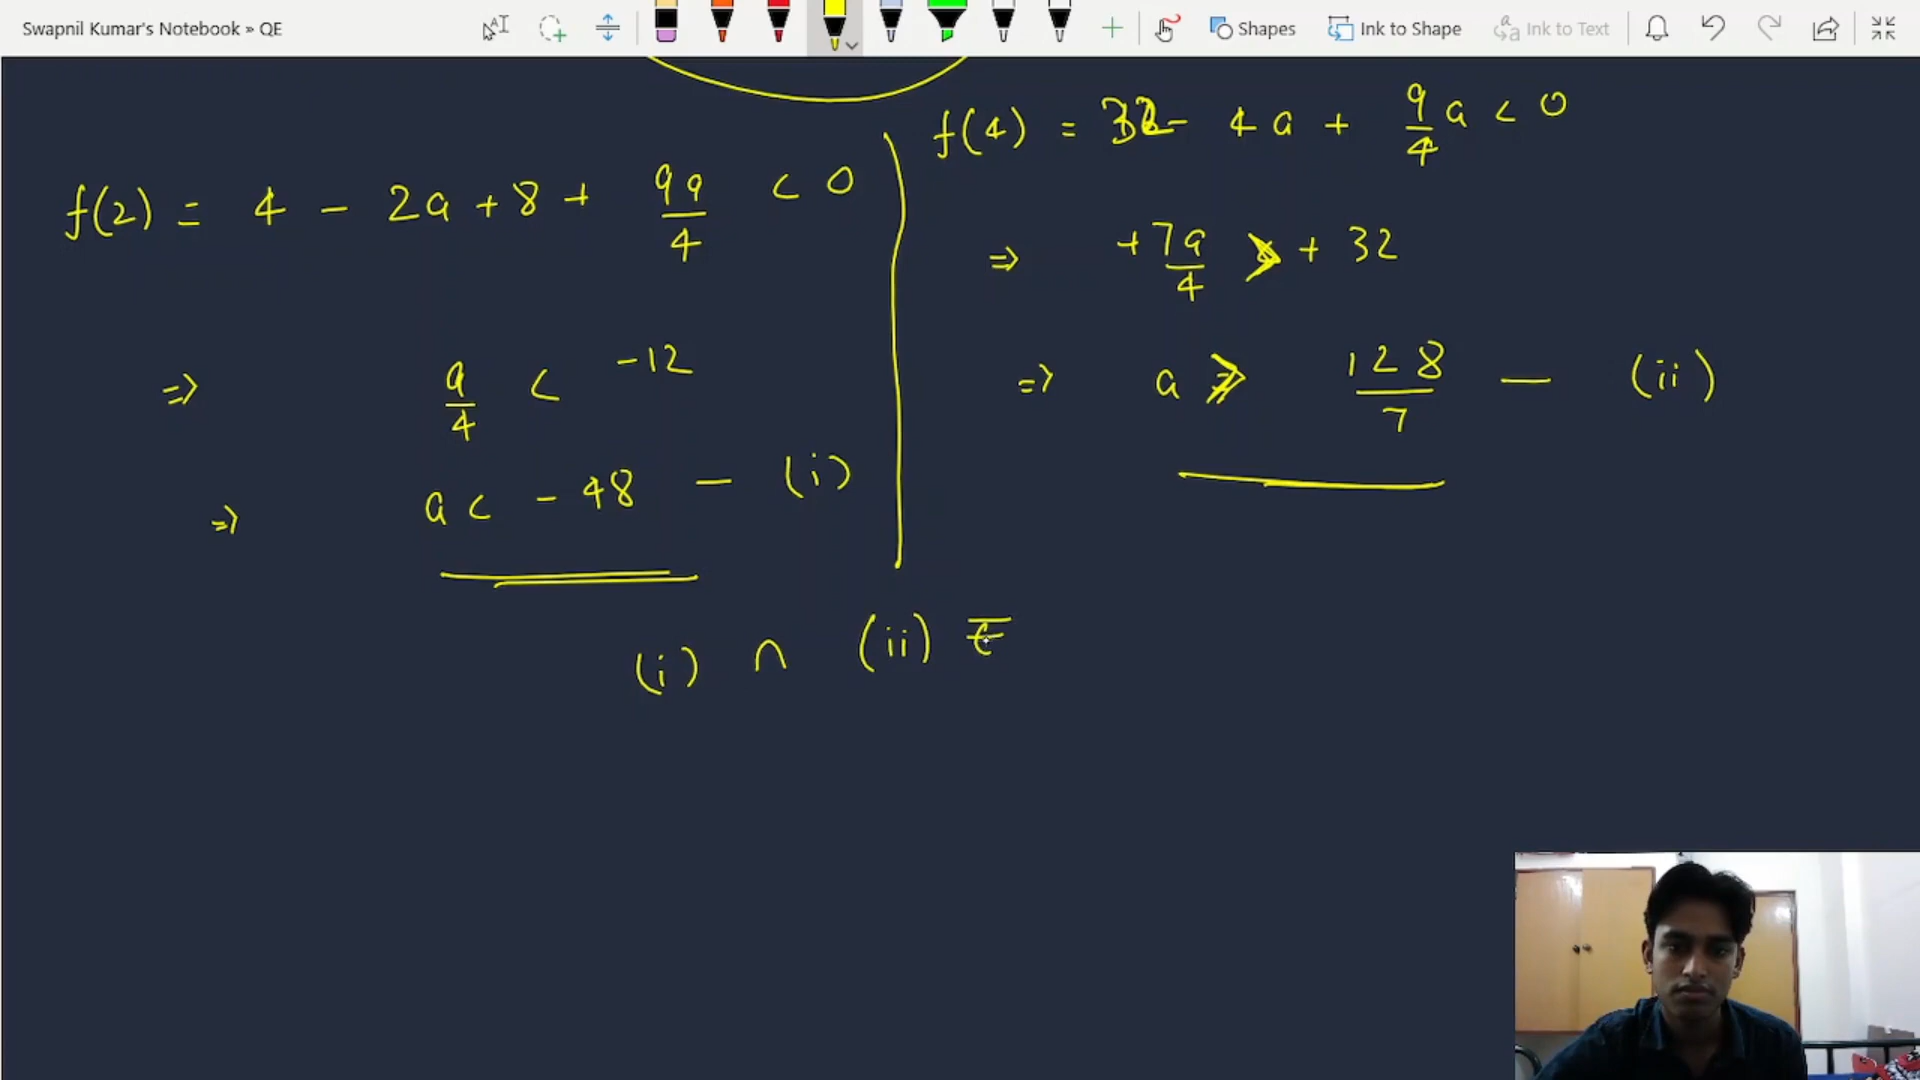 Swapnil Kumar's Notebook » QE
Shapes
Ink to Shape
Ink to Text
f(2) = 4 - 2a + 8 + 9a/4 < 0
⇒ a/4 < -12
⇒ a < - 48 — (i)
f(4) = 32 - 4a + 9/4 a < 0
⇒ + 7a/4 > + 32
⇒ a > 128/7 — (ii)
(i) ∩ (ii)